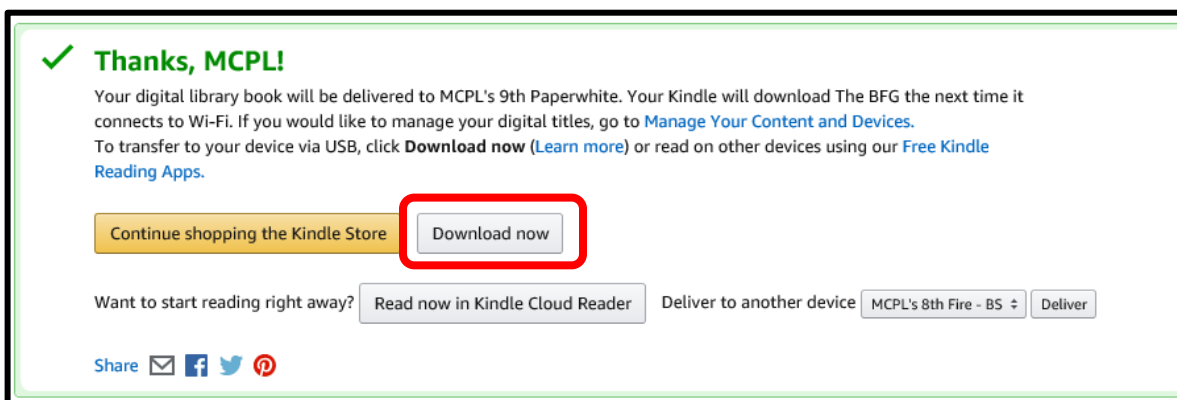 Thanks, MCPL!
Your digital library book will be delivered to MCPL's 9th Paperwhite. Your Kindle will download The BFG the next time it
connects to Wi-Fi. If you would like to manage your digital titles, go to Manage Your Content and Devices.
To transfer to your device via USB, click Download now (Learn more) or read on other devices using our Free Kindle
Reading Apps.
Continue shopping the Kindle Store Download now
Want to start reading right away? Read now in Kindle Cloud Reader Deliver to another device MCPL's 8th Fire - BS Deliver
Share